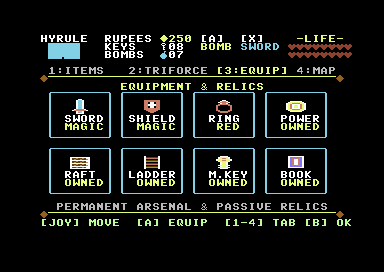 HYRULE RUPEES 250 [A] [X] -LIFE-
KEYS 08 BOMB SWORD
BOMBS 07
1:ITEMS 2:TRIFORCE [3:EQUIP] 4:MAP
EQUIPMENT & RELICS
SWORD SHIELD RING POWER
MAGIC MAGIC RED OWNED
RAFT LADDER M.KEY BOOK
OWNED OWNED OWNED OWNED
PERMANENT ARSENAL & PASSIVE RELICS
[JOY] MOVE [A] EQUIP [1-4] TAB [B] OK